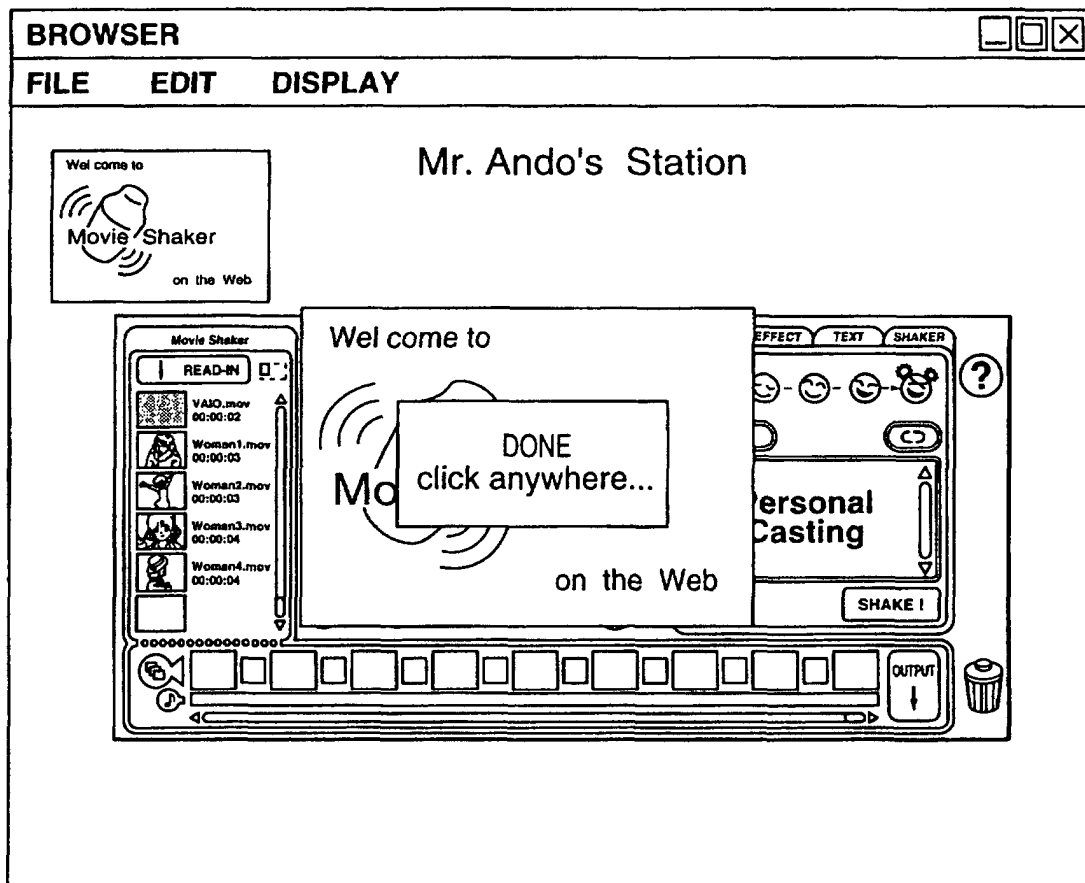 BROWSER
FILE EDIT DISPLAY
Mr. Ando's Station
Wel come to
Movie Shaker
on the Web
Movie Shaker
READ-IN
VAIO.mov
00:00:02
Woman1.mov
00:00:03
Woman2.mov
00:00:03
Woman3.mov
00:00:04
Woman4.mov
00:00:04
Wel come to
Mo
on the Web
DONE
click anywhere...
EFFECT TEXT SHAKER
?
ersonal
Casting
SHAKE !
OUTPUT